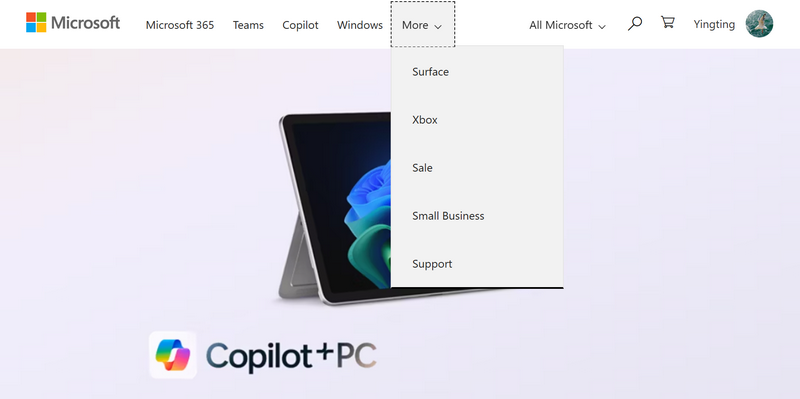 Microsoft Microsoft 365 Teams Copilot Windows More All Microsoft Yingting
Surface
Xbox
Sale
Small Business
Support
Copilot+PC